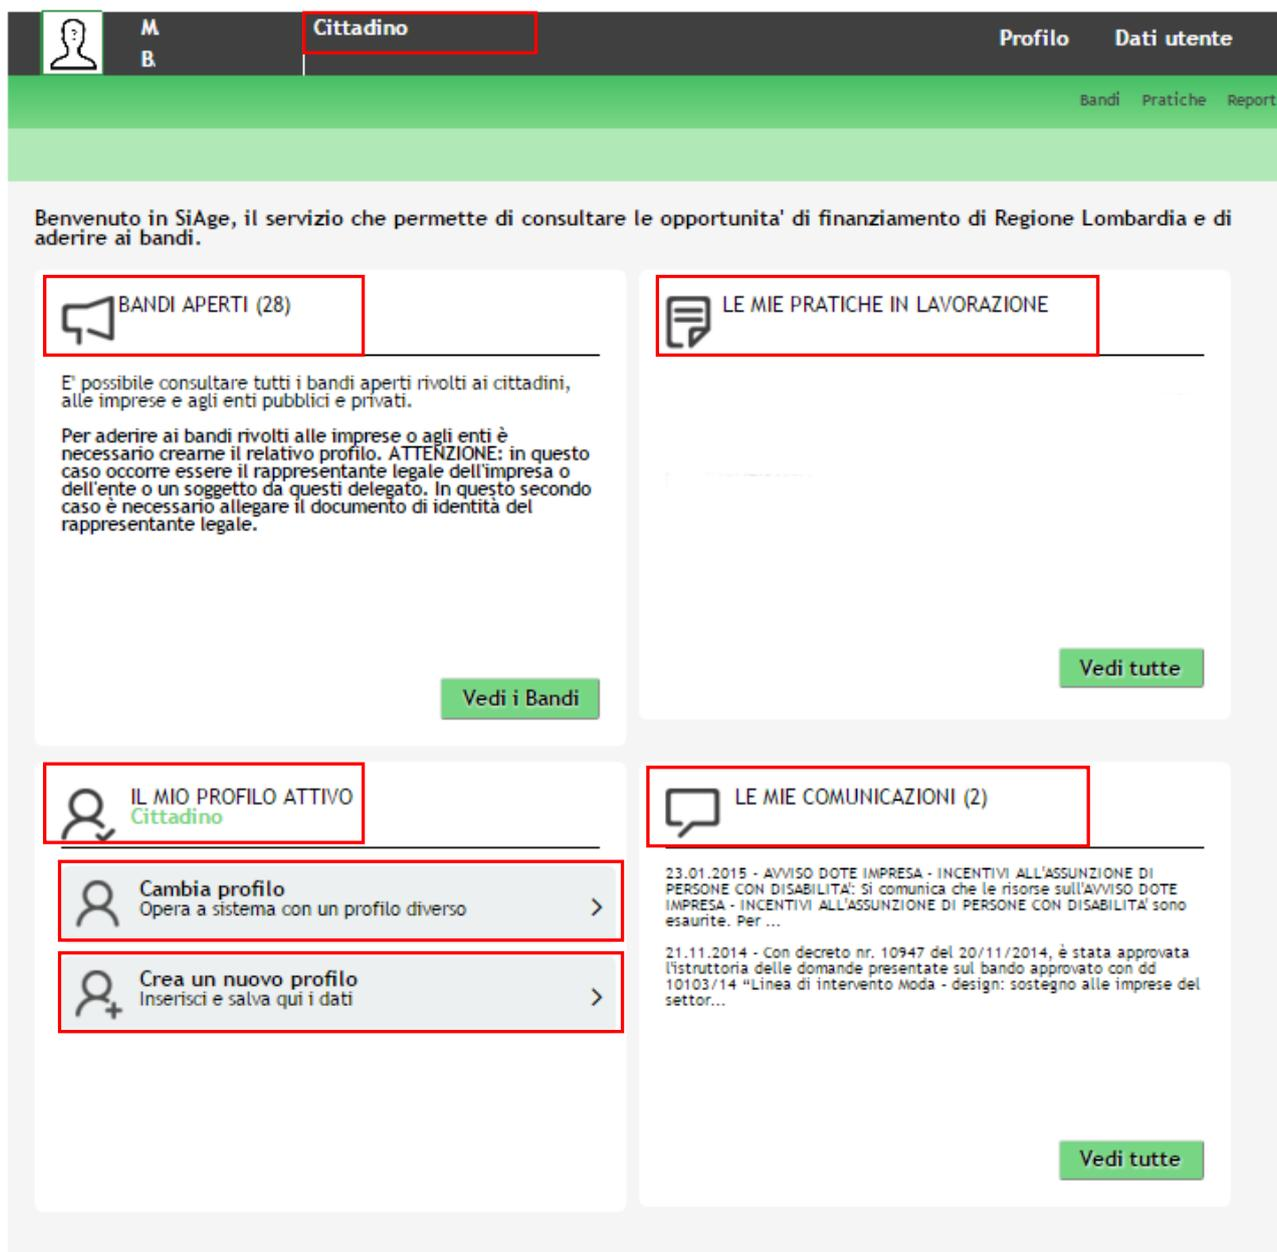 M.
B.
Cittadino
Profilo Dati utente
Bandi Pratiche Report
Benvenuto in SiAge, il servizio che permette di consultare le opportunita' di finanziamento di Regione Lombardia e di
aderire ai bandi.
BANDI APERTI (28)
E' possibile consultare tutti i bandi aperti rivolti ai cittadini,
alle imprese e agli enti pubblici e privati.
Per aderire ai bandi rivolti alle imprese o agli enti è
necessario crearne il relativo profilo. ATTENZIONE: in questo
caso occorre essere il rappresentante legale dell'impresa o
dell'ente o un soggetto da questi delegato. In questo secondo
caso è necessario allegare il documento di identità del
rappresentante legale.
Vedi i Bandi
LE MIE PRATICHE IN LAVORAZIONE
Vedi tutte
IL MIO PROFILO ATTIVO
Cittadino
Cambia profilo
Opera a sistema con un profilo diverso
Crea un nuovo profilo
Inserisci e salva qui i dati
LE MIE COMUNICAZIONI (2)
23.01.2015 - AVVISO DOTE IMPRESA - INCENTIVI ALL'ASSUNZIONE DI
PERSONE CON DISABILITA': Si comunica che le risorse sull'AVVISO DOTE
IMPRESA - INCENTIVI ALL'ASSUNZIONE DI PERSONE CON DISABILITA' sono
esaurite. Per ...
21.11.2014 - Con decreto nr. 10947 del 20/11/2014, è stata approvata
l'istruttoria delle domande presentate sul bando approvato con dd
10103/14 “Linea di intervento Moda - design: sostegno alle imprese del
settor...
Vedi tutte